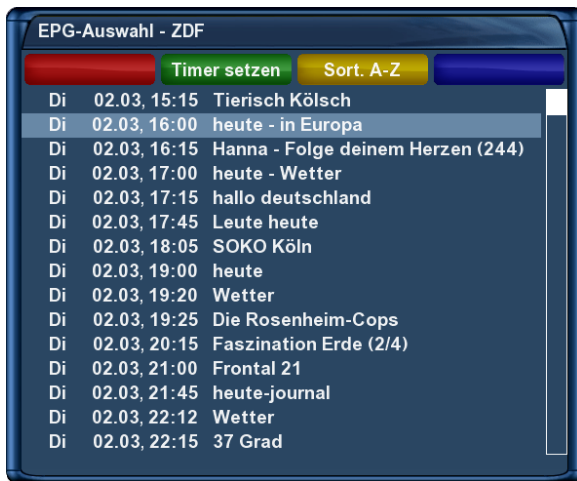 EPG-Auswahl - ZDF
Timer setzen Sort. A-Z
Di 02.03, 15:15 Tierisch Kölsch
Di 02.03, 16:00 heute - in Europa
Di 02.03, 16:15 Hanna - Folge deinem Herzen (244)
Di 02.03, 17:00 heute - Wetter
Di 02.03, 17:15 hallo deutschland
Di 02.03, 17:45 Leute heute
Di 02.03, 18:05 SOKO Köln
Di 02.03, 19:00 heute
Di 02.03, 19:20 Wetter
Di 02.03, 19:25 Die Rosenheim-Cops
Di 02.03, 20:15 Faszination Erde (2/4)
Di 02.03, 21:00 Frontal 21
Di 02.03, 21:45 heute-journal
Di 02.03, 22:12 Wetter
Di 02.03, 22:15 37 Grad